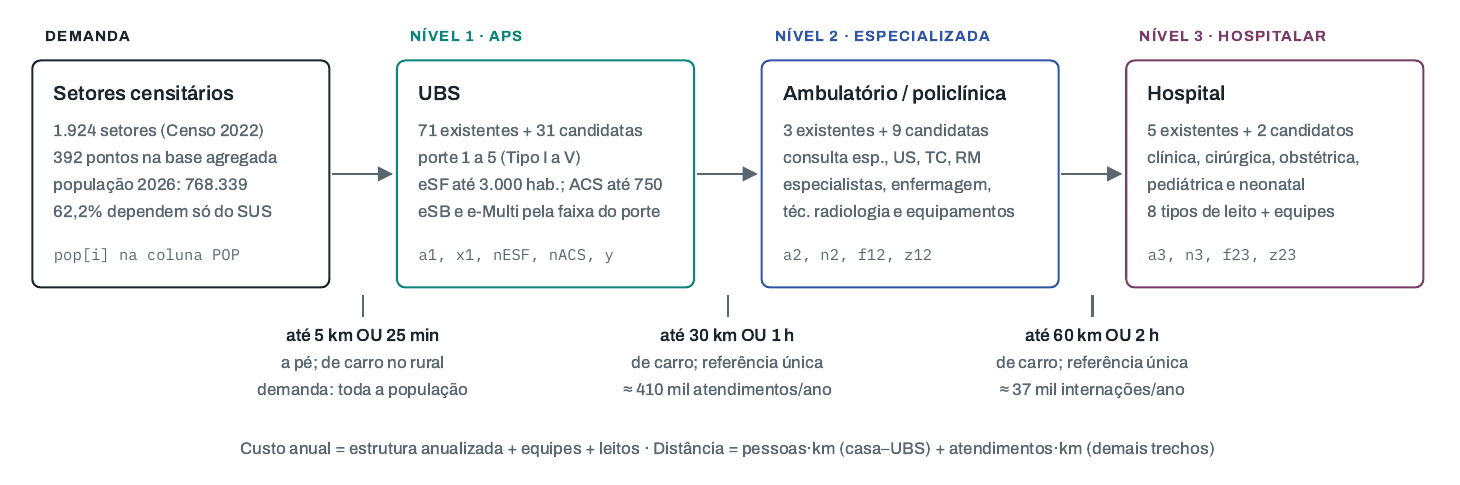 DEMANDA
Setores censitários
1.924 setores (Censo 2022)
392 pontos na base agregada
população 2026: 768.339
62,2% dependem só do SUS
pop[i] na coluna POP
NÍVEL 1 · APS
UBS
71 existentes + 31 candidatas
porte 1 a 5 (Tipo I a V)
eSF até 3.000 hab.; ACS até 750
eSB e e-Multi pela faixa do porte
a1, x1, nESF, nACS, y
NÍVEL 2 · ESPECIALIZADA
Ambulatório / policlínica
3 existentes + 9 candidatas
consulta esp., US, TC, RM
especialistas, enfermagem,
téc. radiologia e equipamentos
a2, n2, f12, z12
NÍVEL 3 · HOSPITALAR
Hospital
5 existentes + 2 candidatos
clínica, cirúrgica, obstétrica,
pediátrica e neonatal
8 tipos de leito + equipes
a3, n3, f23, z23
até 5 km OU 25 min
a pé; de carro no rural
demanda: toda a população
até 30 km OU 1 h
de carro; referência única
≈ 410 mil atendimentos/ano
até 60 km OU 2 h
de carro; referência única
≈ 37 mil internações/ano
Custo anual = estrutura anualizada + equipes + leitos · Distância = pessoas·km (casa–UBS) + atendimentos·km (demais trechos)